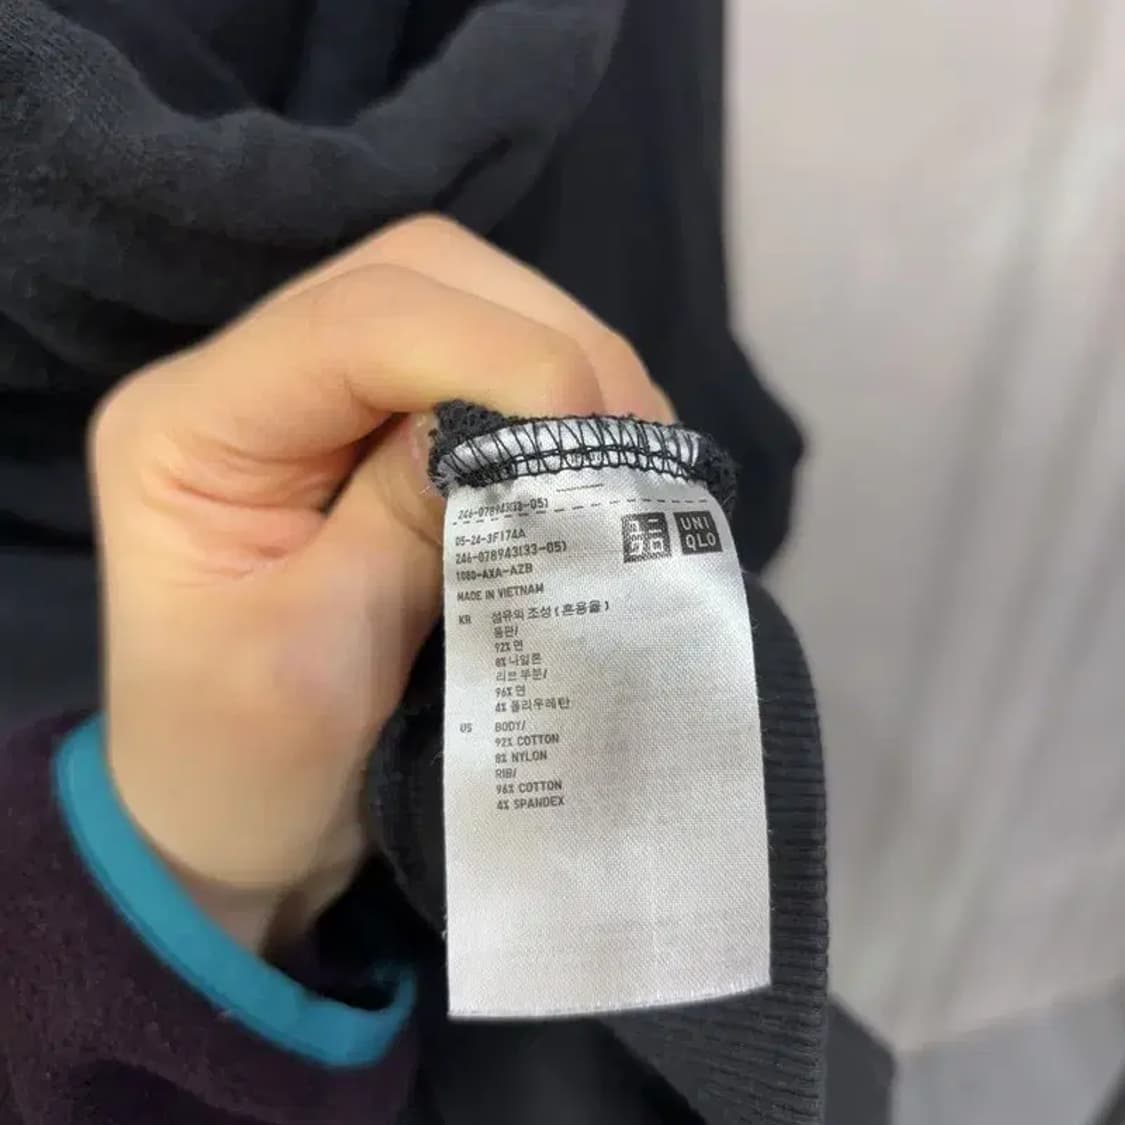 246-078943(33-05)
05-24-3F174A
246-078943(33-05)
1080-AXA-AZB
MADE IN VIETNAM
UNI
QLO
KR 섬유의 조성 (혼용율)
몸판/
92% 면
8% 나일론
리브 부분/
96% 면
4% 폴리우레탄
US BODY/
92% COTTON
8% NYLON
RIB/
96% COTTON
4% SPANDEX